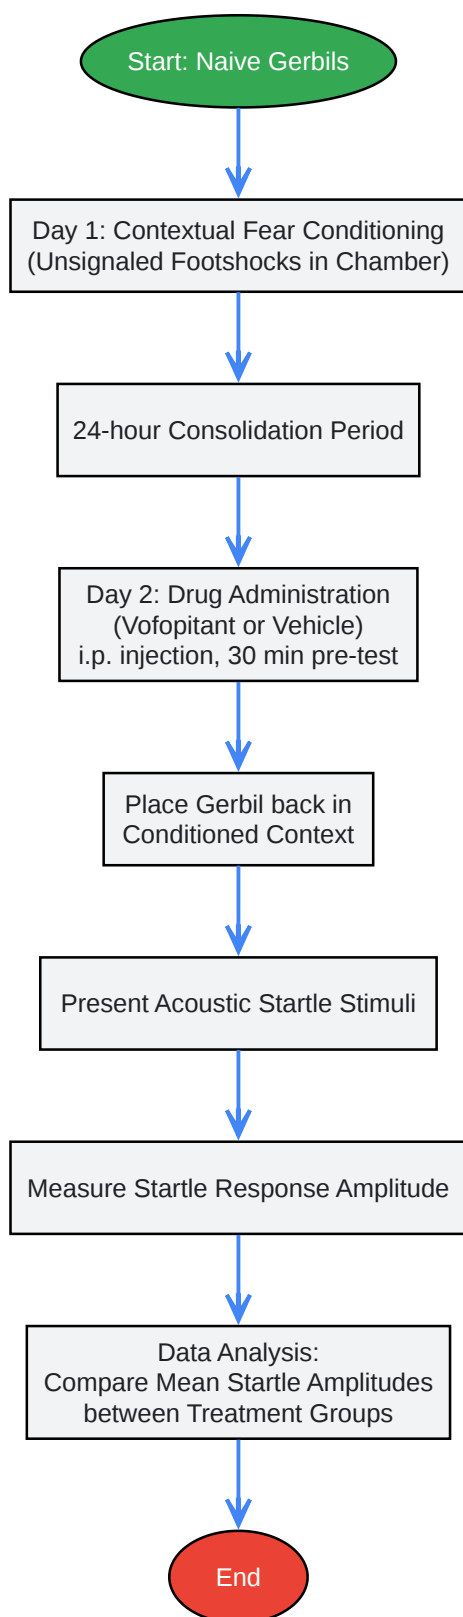 Start: Naive Gerbils
Day 1: Contextual Fear Conditioning
(Unsignaled Footshocks in Chamber)
24-hour Consolidation Period
Day 2: Drug Administration
(Vofopitant or Vehicle)
i.p. injection, 30 min pre-test
Place Gerbil back in
Conditioned Context
Present Acoustic Startle Stimuli
Measure Startle Response Amplitude
Data Analysis:
Compare Mean Startle Amplitudes
between Treatment Groups
End